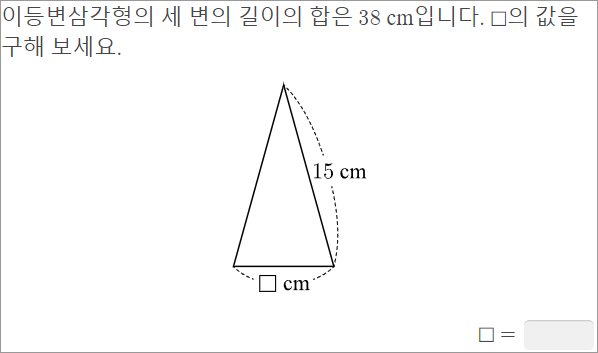 이등변삼각형의 세 변의 길이의 합은 38 cm입니다. □의 값을
구해 보세요.
15 cm
□ cm
□ =